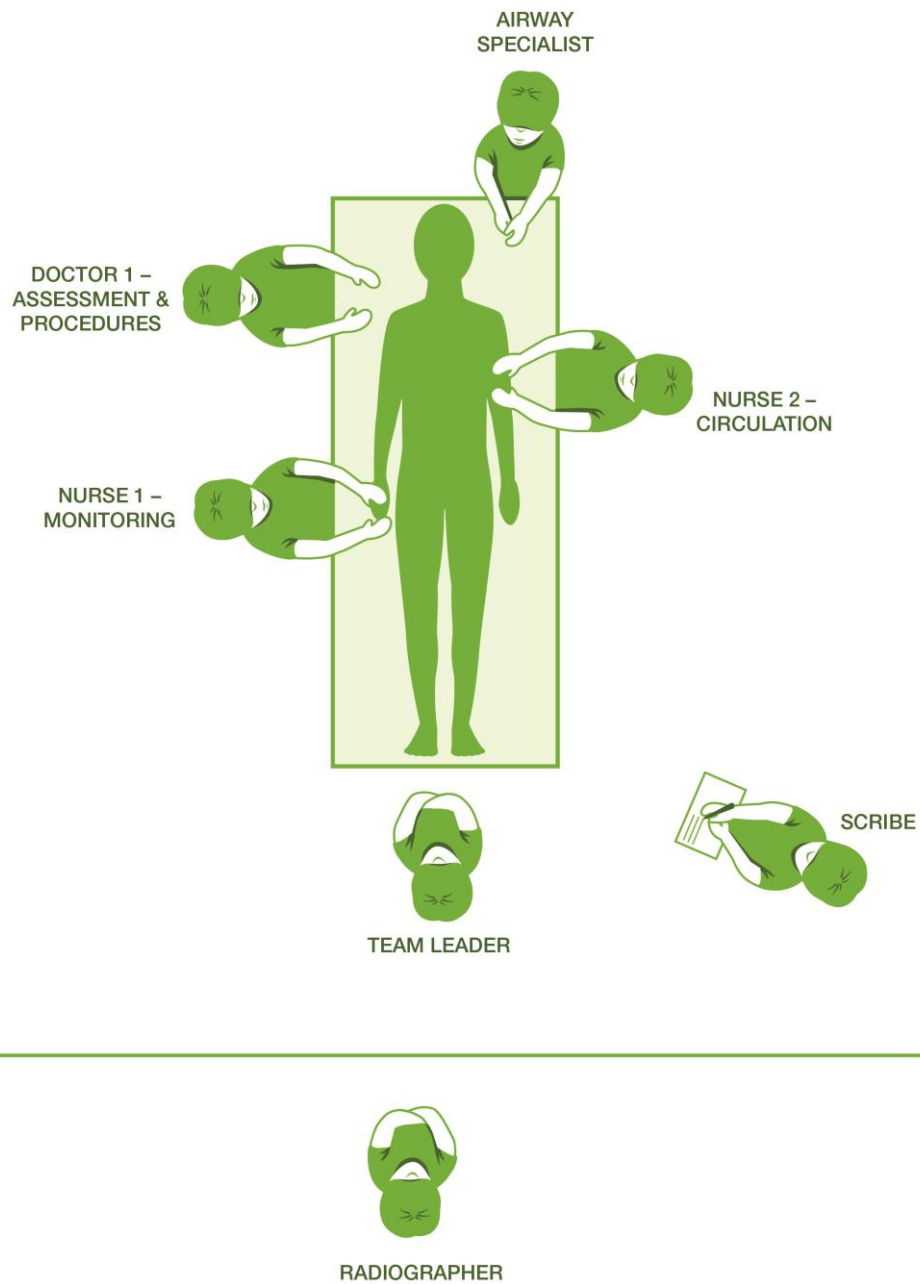 AIRWAY
SPECIALIST
DOCTOR 1 –
ASSESSMENT &
PROCEDURES
NURSE 2 –
CIRCULATION
NURSE 1 –
MONITORING
SCRIBE
TEAM LEADER
RADIOGRAPHER